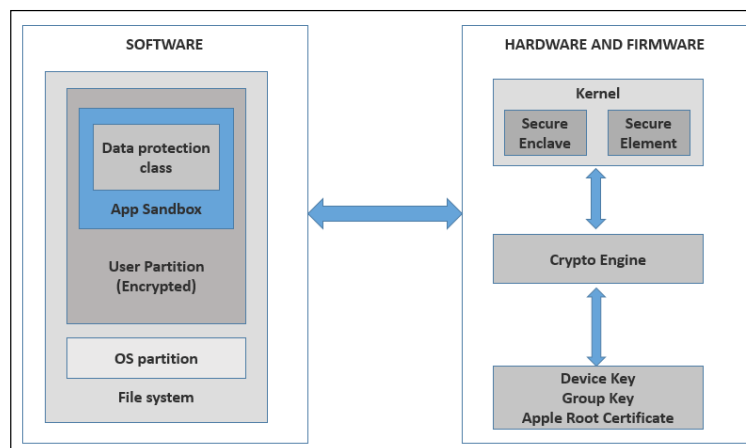 SOFTWARE
Data protection
class
App Sandbox
User Partition
(Encrypted)
OS partition
File system
HARDWARE AND FIRMWARE
Kernel
Secure
Enclave
Secure
Element
Crypto Engine
Device Key
Group Key
Apple Root Certificate